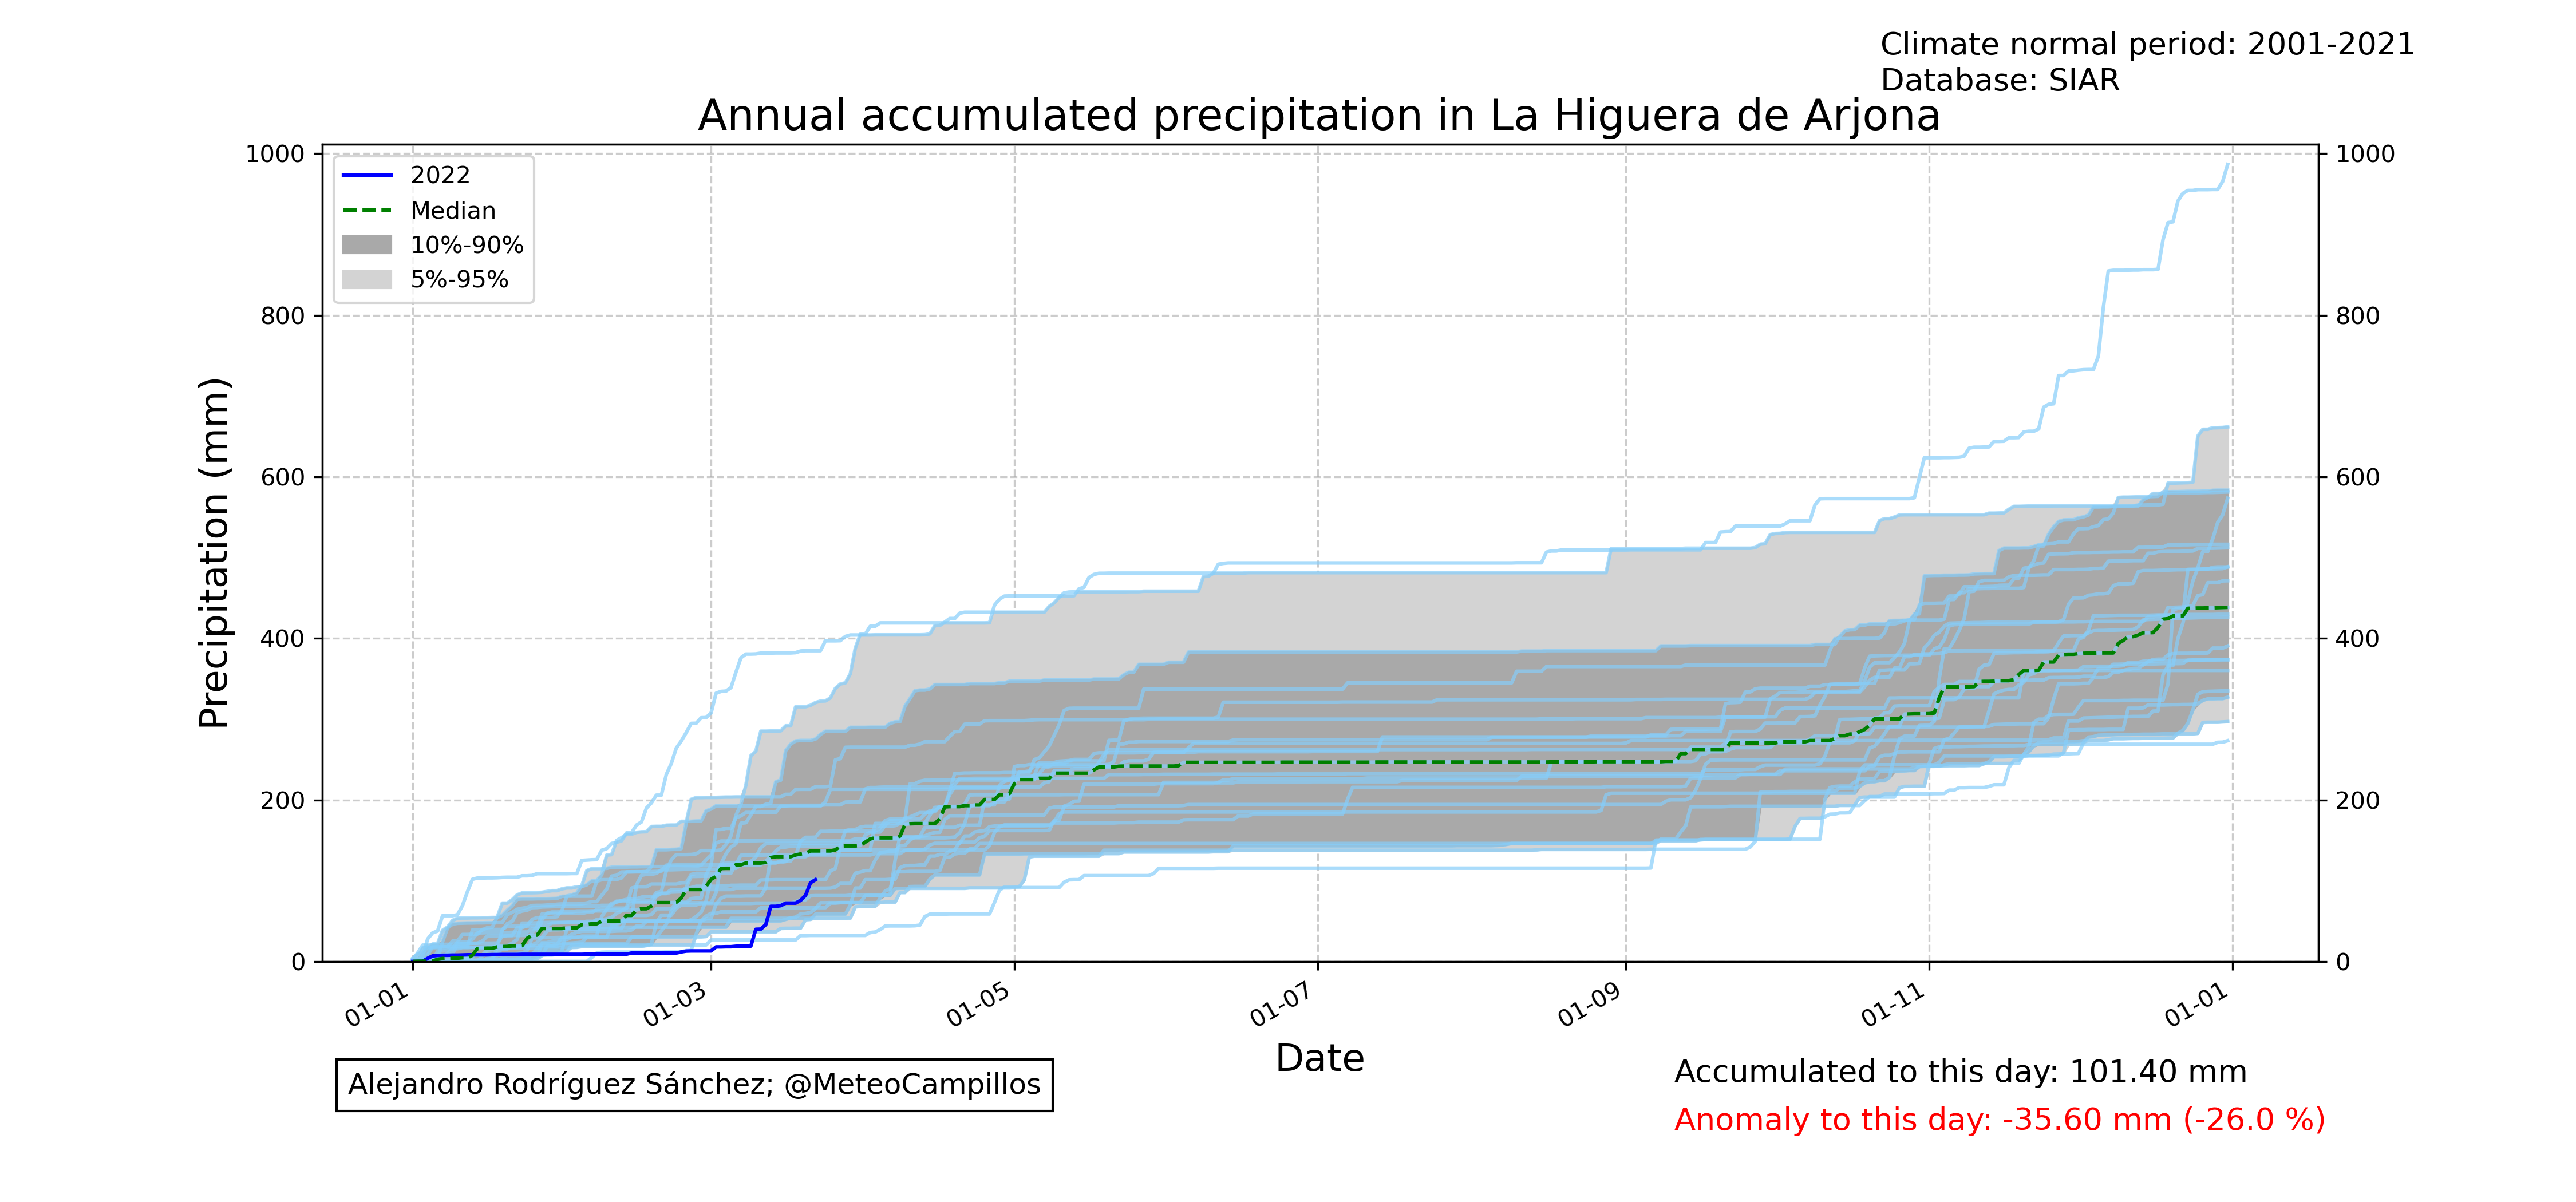 Climate normal period: 2001-2021
Database: SIAR
Annual accumulated precipitation in La Higuera de Arjona
2022
Median
10%-90%
5%-95%
Precipitation (mm)
1000
800
600
400
200
0
1000
800
600
400
200
0
01-01
01-03
01-05
01-07
01-09
01-11
01-01
Date
Alejandro Rodríguez Sánchez; @MeteoCampillos
Accumulated to this day: 101.40 mm
Anomaly to this day: -35.60 mm (-26.0 %)